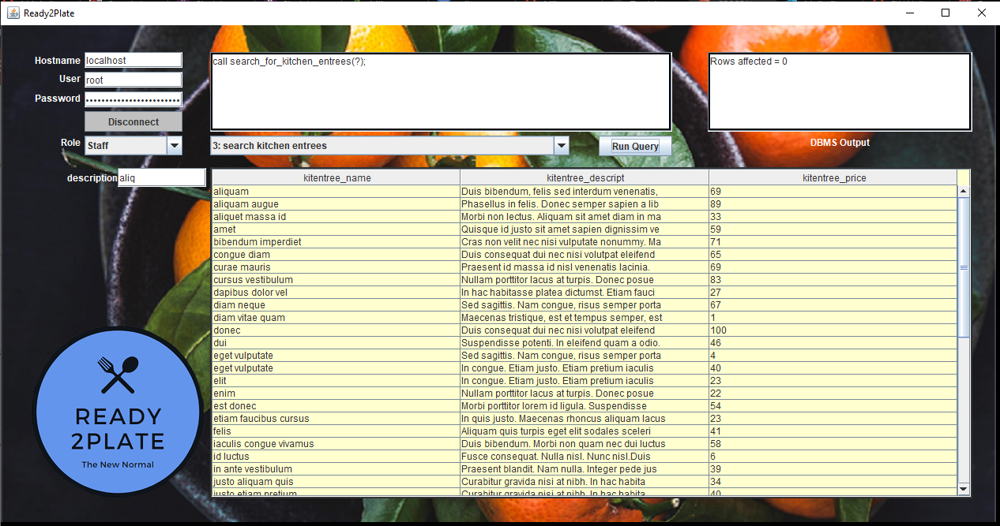 Ready2Plate
Hostname localhost
User root
Password
Disconnect
Role Staff
call search_for_kitchen_entrees(?);
Rows affected = 0
3: search kitchen entrees
Run Query
DBMS Output
description aliq
kitentree_name kitentree_descript kitentree_price
aliquam Duis bibendum, felis sed interdum venenatis, 69
aliquam augue Phasellus in felis. Donec semper sapien a lib 89
aliquet massa id Morbi non lectus. Aliquam sit amet diam in ma 33
amet Quisque id justo sit amet sapien dignissim ve 59
bibendum imperdiet Cras non velit nec nisi vulputate nonummy. Ma 71
congue diam Duis consequat dui nec nisi volutpat eleifend 65
curae mauris Praesent id massa id nisl venenatis lacinia. 69
cursus vestibulum Nullam porttitor lacus at turpis. Donec posue 83
dapibus dolor vel In hac habitasse platea dictumst. Etiam fauci 27
diam neque Sed sagittis. Nam congue, risus semper porta 67
diam vitae quam Maecenas tristique, est et tempus semper, est 1
donec Duis consequat dui nec nisi volutpat eleifend 100
dui Suspendisse potenti. In eleifend quam a odio. 46
eget vulputate Sed sagittis. Nam congue, risus semper porta 4
eget vulputate In congue. Etiam justo. Etiam pretium iaculis 40
elit In congue. Etiam justo. Etiam pretium iaculis 23
enim Nullam porttitor lacus at turpis. Donec posue 22
est donec Morbi porttitor lorem id ligula. Suspendisse 54
etiam faucibus cursus In quis justo. Maecenas rhoncus aliquam lacus 23
felis Aliquam quis turpis eget elit sodales sceleri 41
iaculis congue vivamus Duis bibendum. Morbi non quam nec dui luctus 58
id luctus Fusce consequat. Nulla nisl. Nunc nisl.Duis 6
in ante vestibulum Praesent blandit. Nam nulla. Integer pede jus 39
justo aliquam quis Curabitur gravida nisi at nibh. In hac habita 34
justo etiam pretium Curabitur gravida nisi at nibh. In hac habita 40
READY
2PLATE
The New Normal